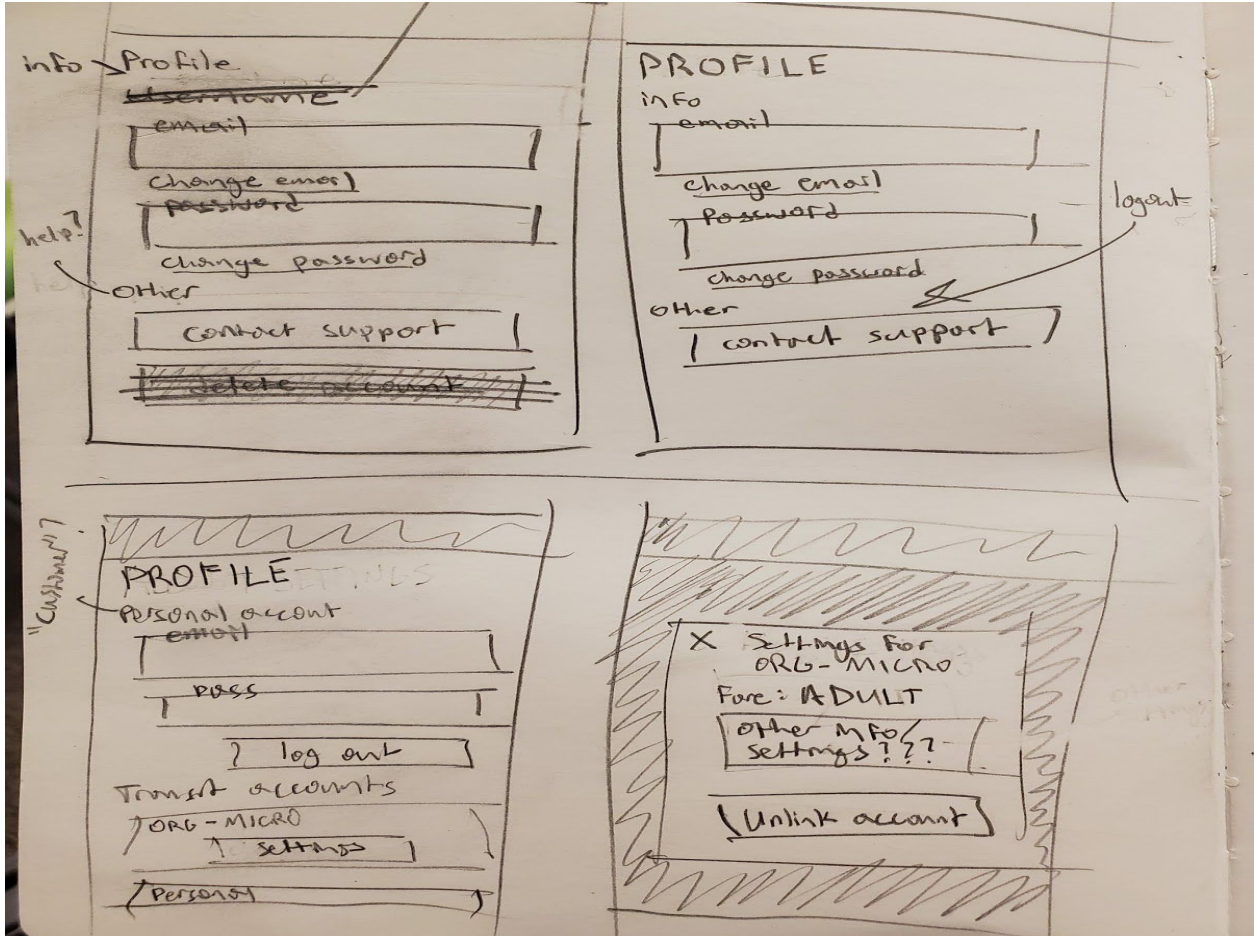 info
Profile
Username
email
change email
password
change password
help?
Other
contact support
delete account
PROFILE
info
email
change email
Password
change password
logout
other
contact support
"Customer"?
PROFILE
Personal accont
email
pass
log out
Transit accounts
ORG-MICRO
settings
Personal
X Settings for
ORG-MICRO
Fare: ADULT
other info/
settings???
Unlink account